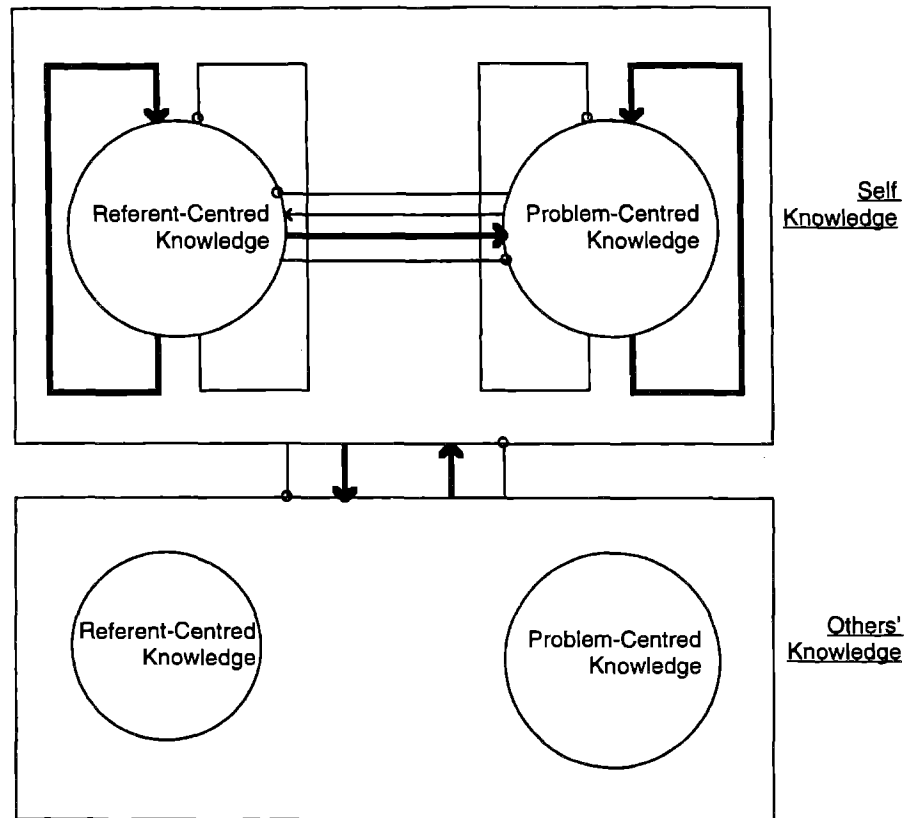 Referent-Centred
Knowledge
Problem-Centred
Knowledge
Self
Knowledge
Referent-Centred
Knowledge
Problem-Centred
Knowledge
Others'
Knowledge